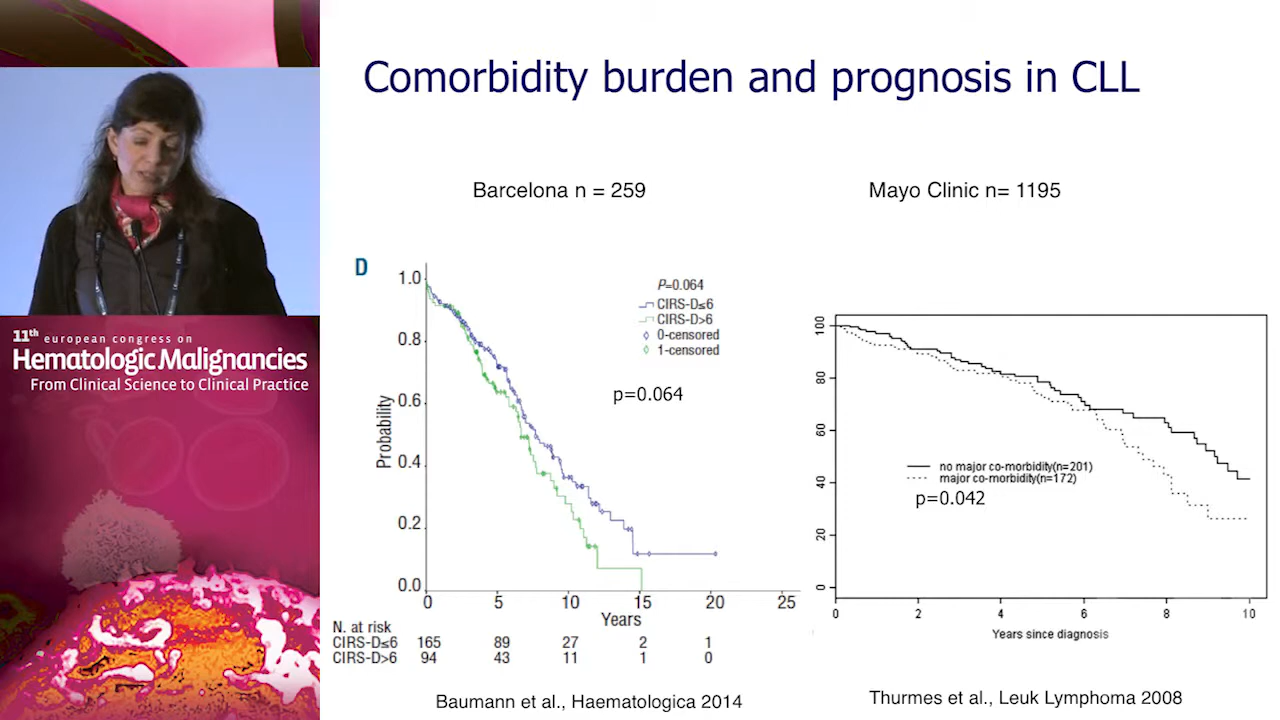 Comorbidity burden and prognosis in CLL
Barcelona n = 259
Mayo Clinic n= 1195
D
1.0
0.8
0.6
0.4
0.2
0.0
Probability
P=0.064
CIRS-D≤6
CIRS-D>6
0-censored
1-censored
p=0.064
0 5 10 15 20 25
Years
N. at risk
CIRS-D≤6 165 89 27 2 1
CIRS-D>6 94 43 11 1 0
Baumann et al., Haematologica 2014
100
80
60
40
20
0
no major co-morbidity(n=201)
major co-morbidity(n=172)
p=0.042
0 2 4 6 8 10
Years since diagnosis
Thurmes et al., Leuk Lymphoma 2008
11th european congress on
Hematologic Malignancies
From Clinical Science to Clinical Practice